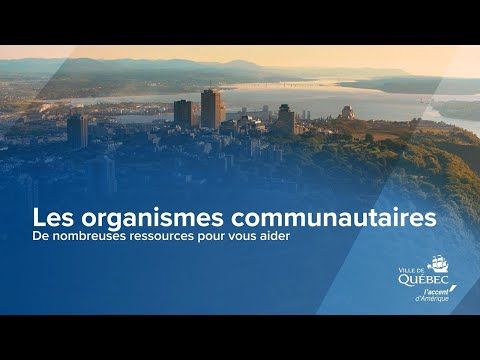 Les organismes communautaires
De nombreuses ressources pour vous aider
VILLE DE
QUÉBEC
l'accent
d'Amérique